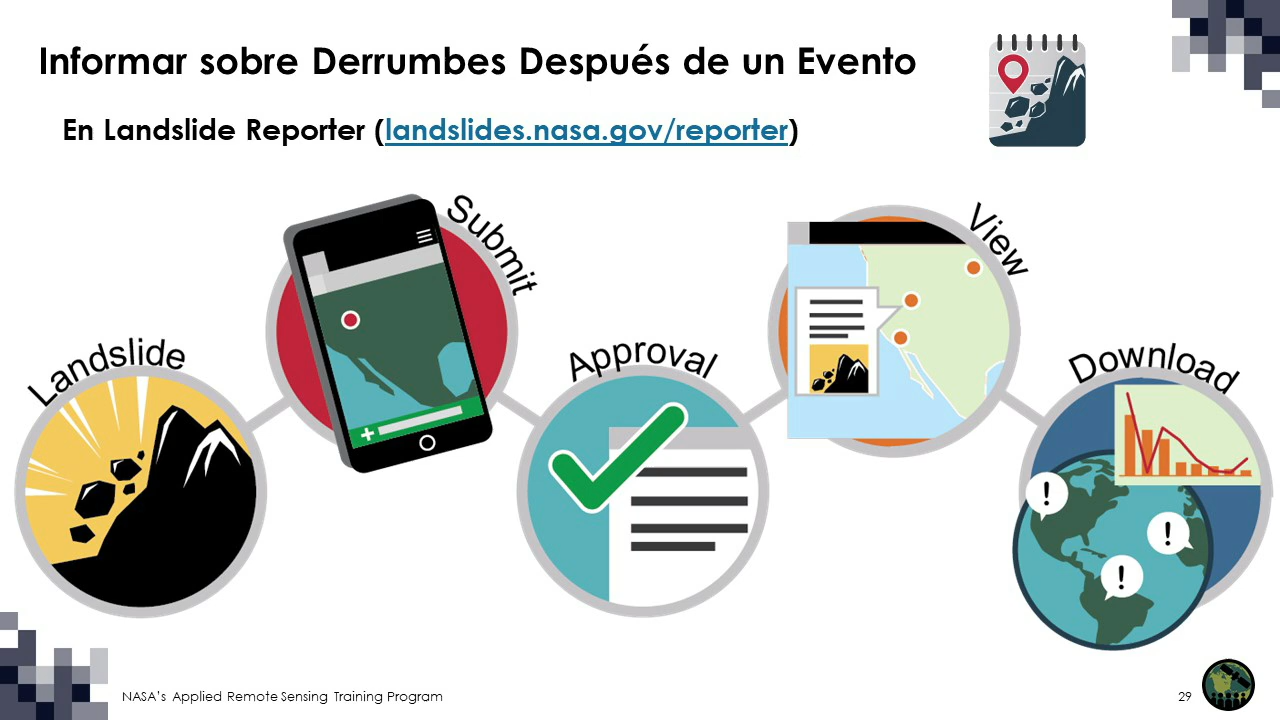 Informar sobre Derrumbes Después de un Evento
En Landslide Reporter (landslides.nasa.gov/reporter)
Landslide
Submit
Approval
View
Download
!
!
!
NASA's Applied Remote Sensing Training Program
29